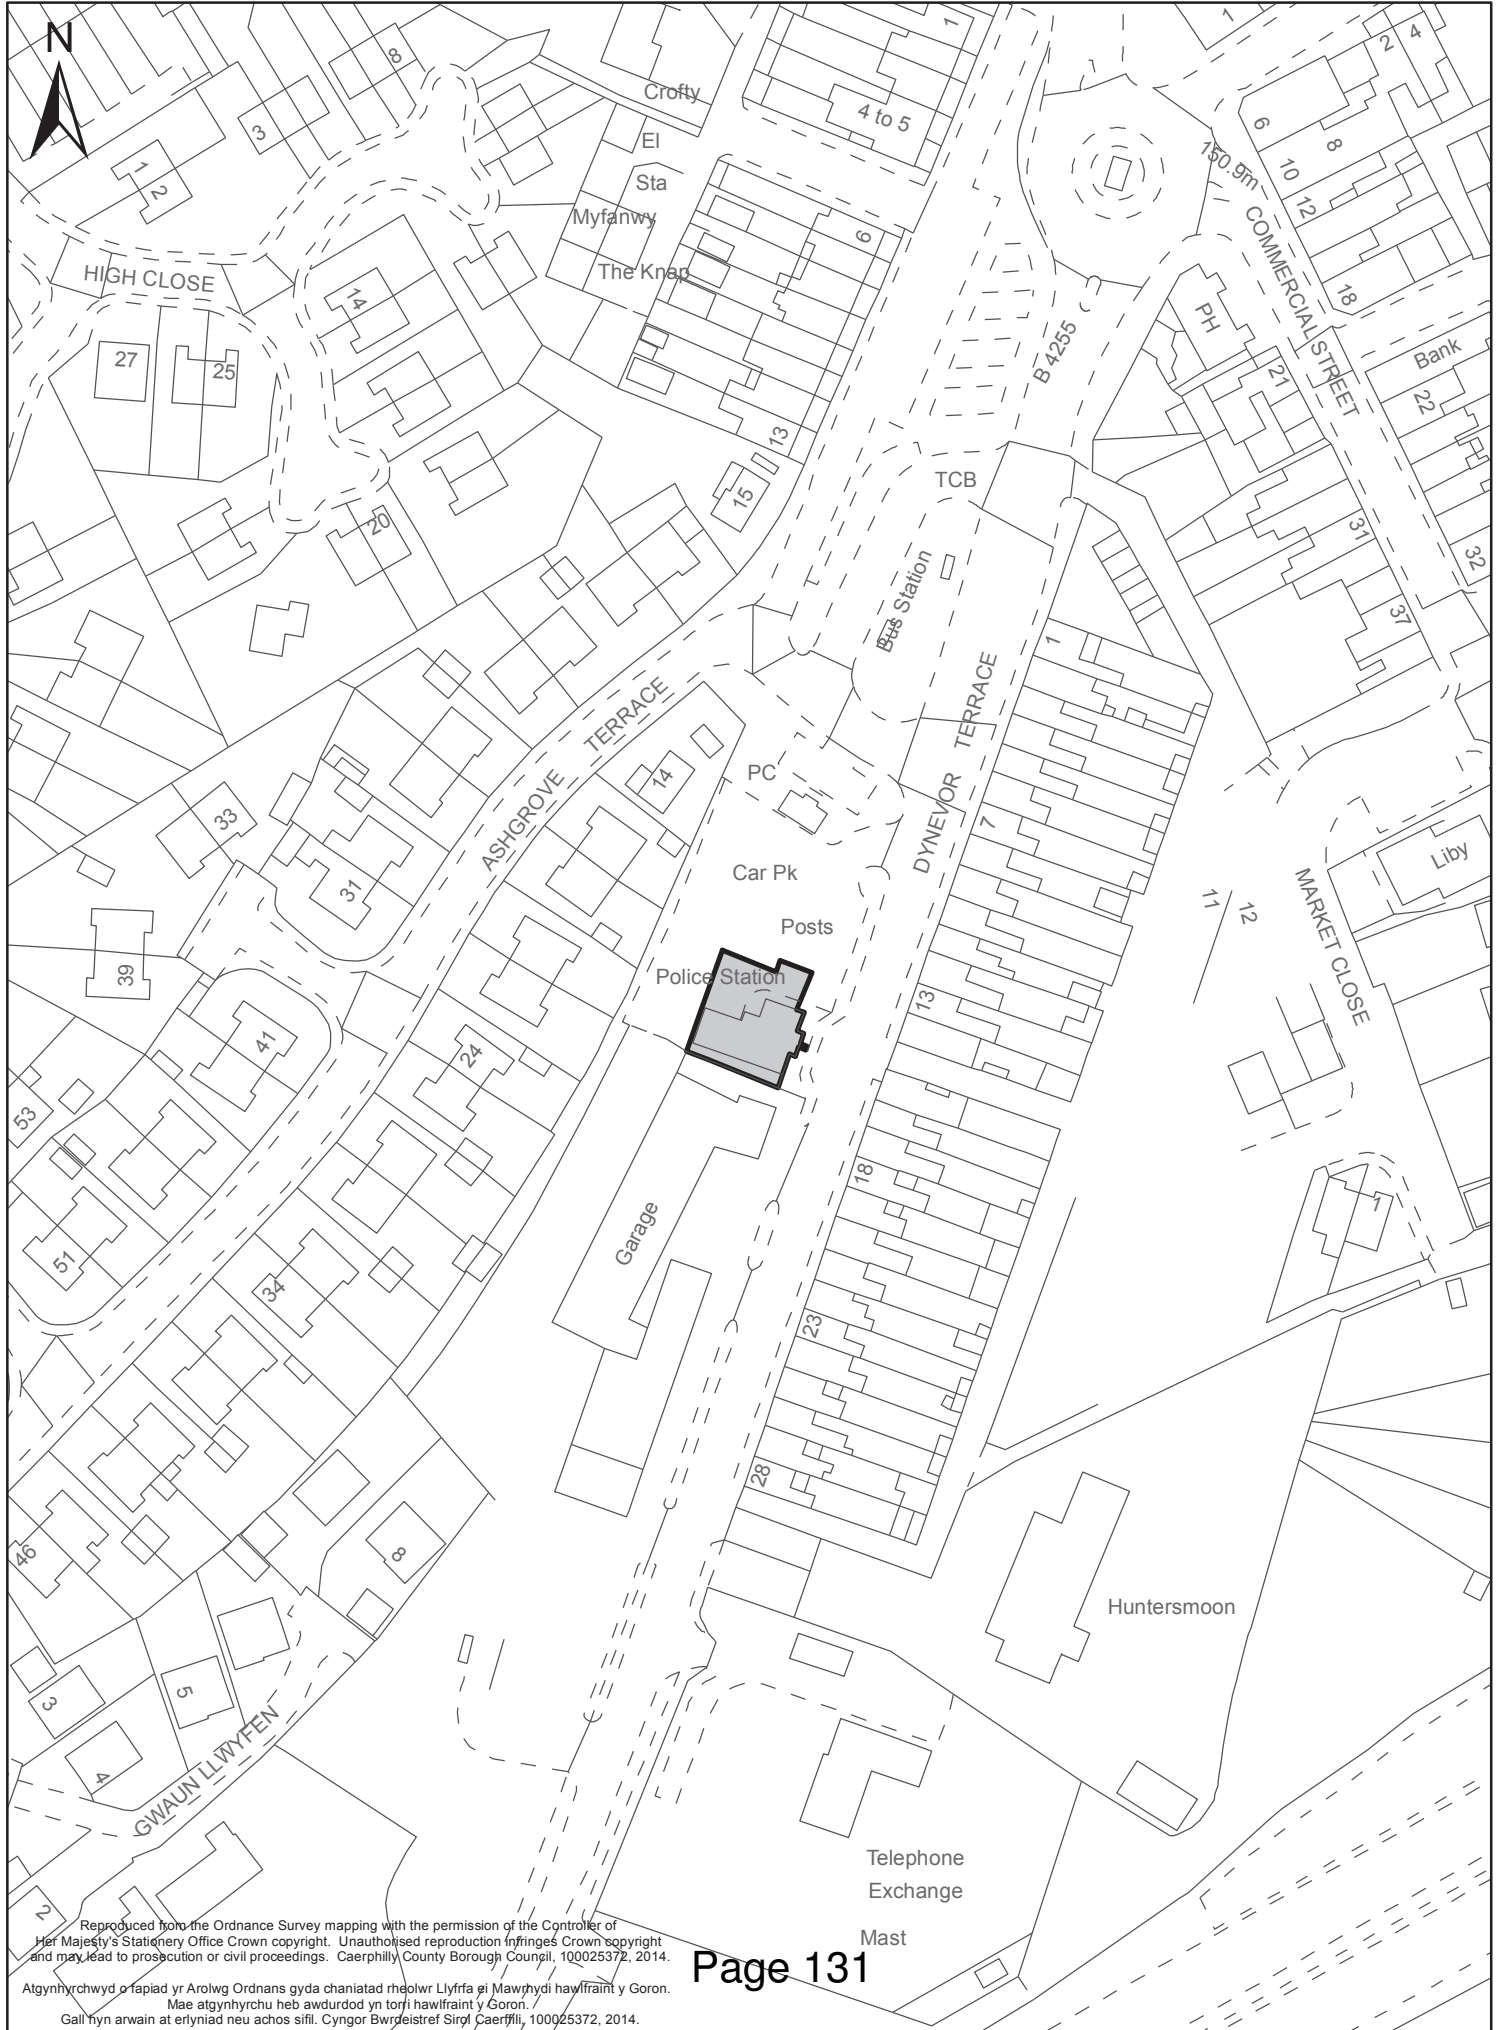 N
8
3
1
2
HIGH CLOSE
27
25
14
20
Crofty
El
Sta
Myfanwy
The Knap
1
4 to 5
6
13
15
1
2
4
6
8
10
12
150.9m
COMMERCIAL STREET
18
PH
B 4255
21
Bank
22
TCB
31
32
37
Bus Station
1
DYNEVOR TERRACE
7
ASHGROVE TERRACE
14
PC
33
31
39
Car Pk
Posts
Police Station
13
11
12
MARKET CLOSE
Liby
41
24
53
51
34
18
Garage
1
23
28
46
8
3
5
4
GWAUN LLWYFEN
2
Huntersmoon
Telephone
Exchange
Mast
Reproduced from the Ordnance Survey mapping with the permission of the Controller of
Her Majesty's Stationery Office Crown copyright. Unauthorised reproduction infringes Crown copyright
and may lead to prosecution or civil proceedings. Caerphilly County Borough Council, 100025372, 2014.
Atgynhyrchwyd o fapiad yr Arolwg Ordnans gyda chaniatad rheolwr Llyfrfa ei Mawrhydi hawlfraint y Goron.
Mae atgynhyrchu heb awdurdod yn torri hawlfraint y Goron.
Gall hyn arwain at erlyniad neu achos sifil. Cyngor Bwrdeistref Sirol Caerffili, 100025372, 2014.
Page 131